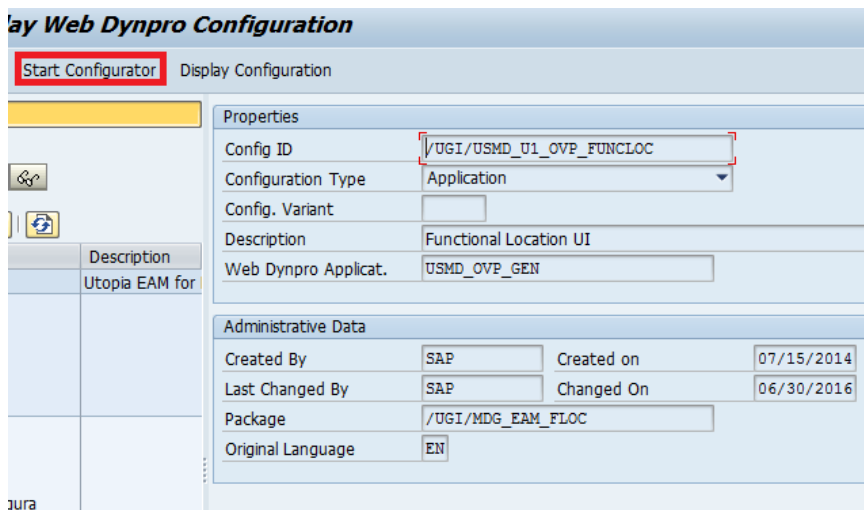 lay Web Dynpro Configuration
Start Configurator Display Configuration
Properties
Config ID /UGI/USMD_U1_OVP_FUNCLOC
Configuration Type Application
Config. Variant
Description Functional Location UI
Web Dynpro Applicat. USMD_OVP_GEN
Description
Utopia EAM for
Administrative Data
Created By SAP Created on 07/15/2014
Last Changed By SAP Changed On 06/30/2016
Package /UGI/MDG_EAM_FLOC
Original Language EN
gura